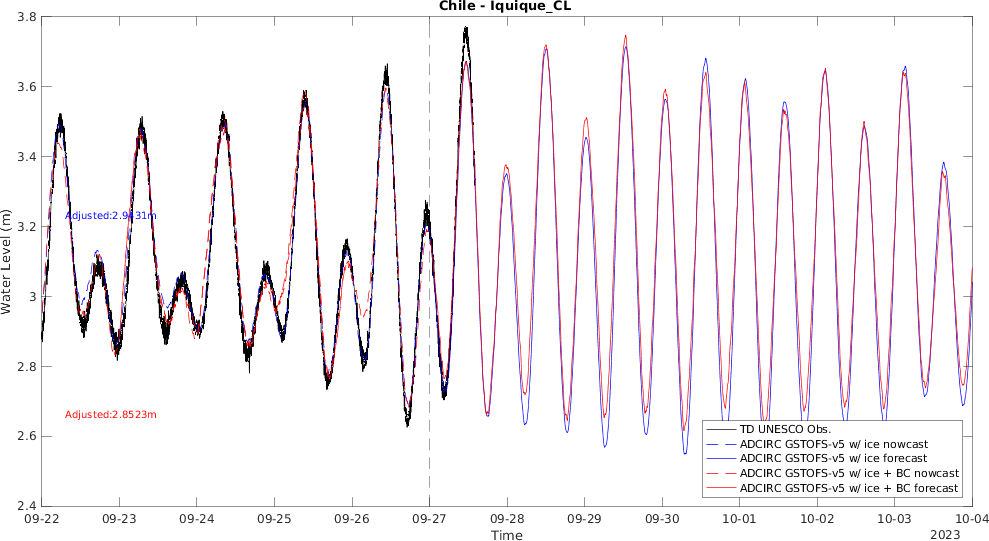 Chile - Iquique_CL
3.8
3.6
3.4
3.2
3
2.8
2.6
2.4
Water Level (m)
Adjusted:2.9431m
Adjusted:2.8523m
TD UNESCO Obs.
ADCIRC GSTOFS-v5 w/ ice nowcast
ADCIRC GSTOFS-v5 w/ ice forecast
ADCIRC GSTOFS-v5 w/ ice + BC nowcast
ADCIRC GSTOFS-v5 w/ ice + BC forecast
09-22 09-23 09-24 09-25 09-26 09-27 09-28 09-29 09-30 10-01 10-02 10-03 10-04
Time
2023